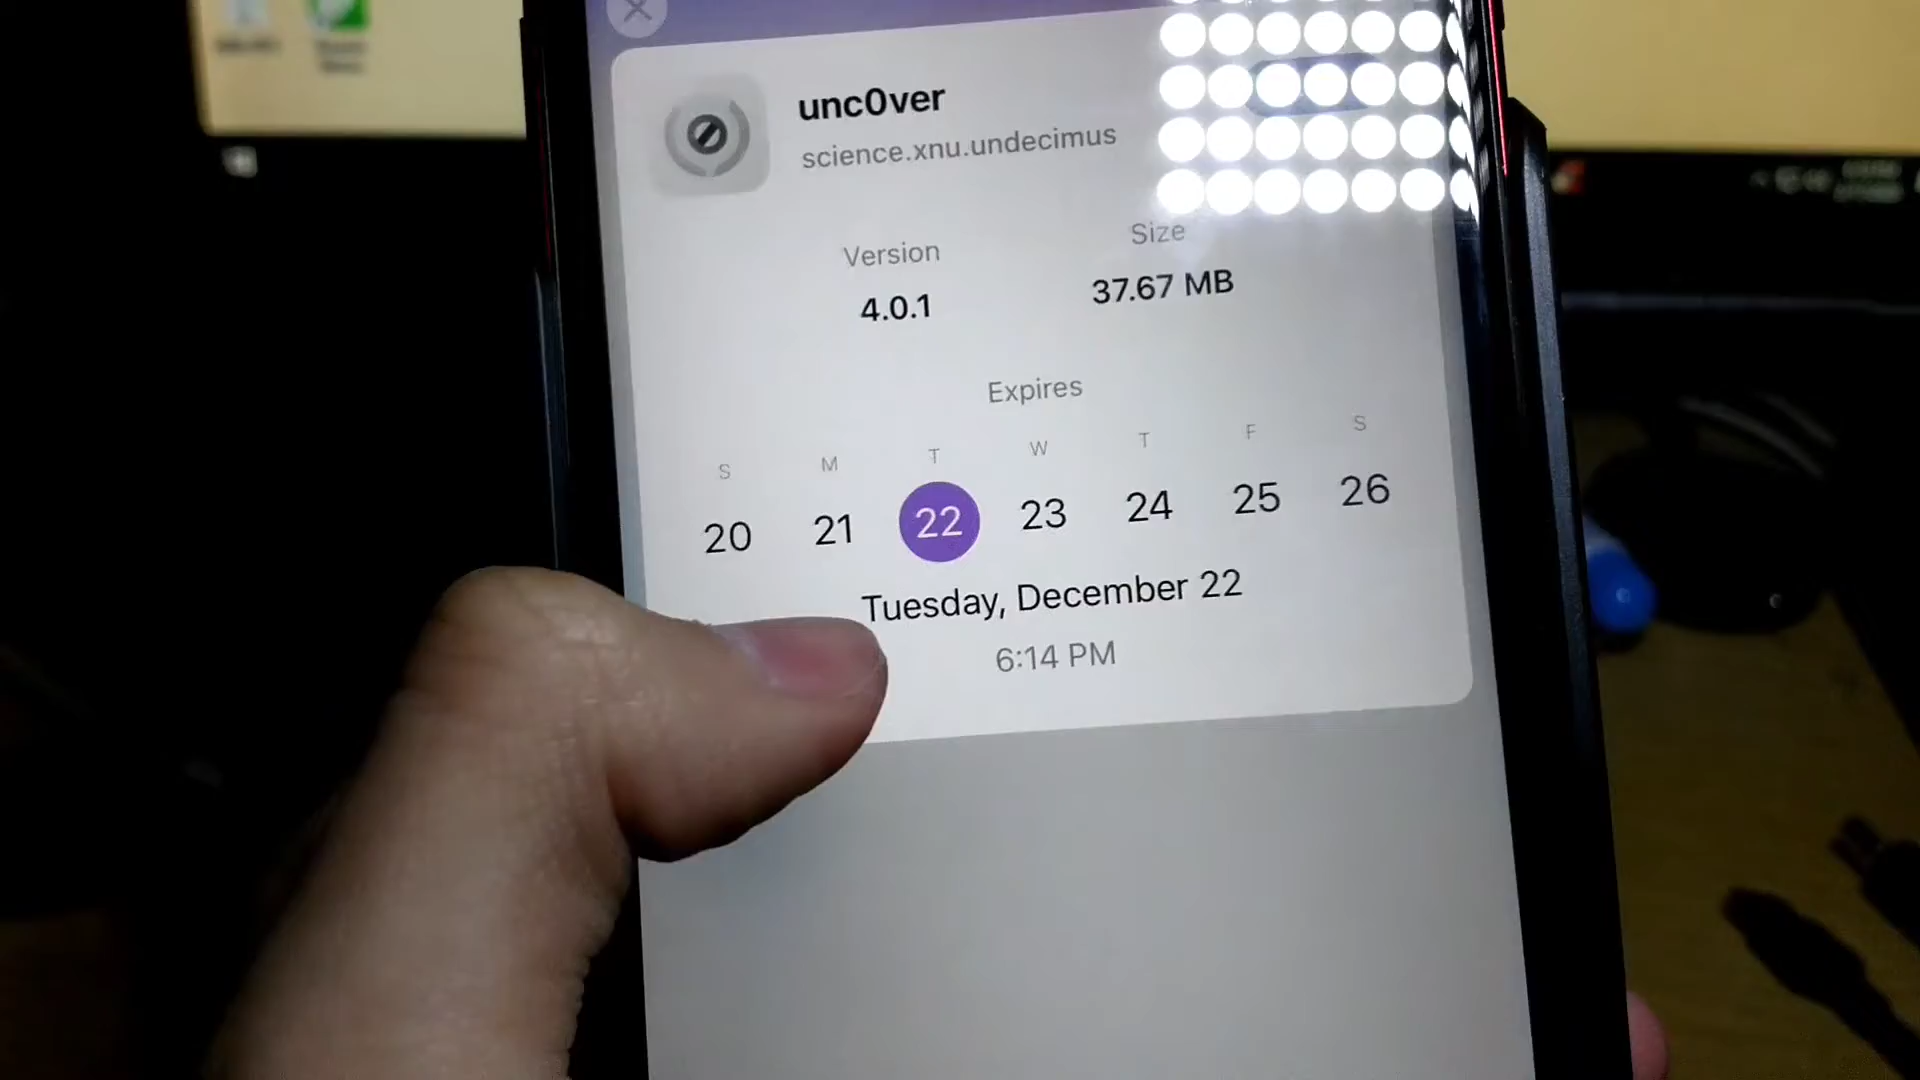 unc0ver
science.xnu.undecimus
Version
Size
4.0.1
37.67 MB
Expires
S M T W T F S
20 21 22 23 24 25 26
Tuesday, December 22
6:14 PM